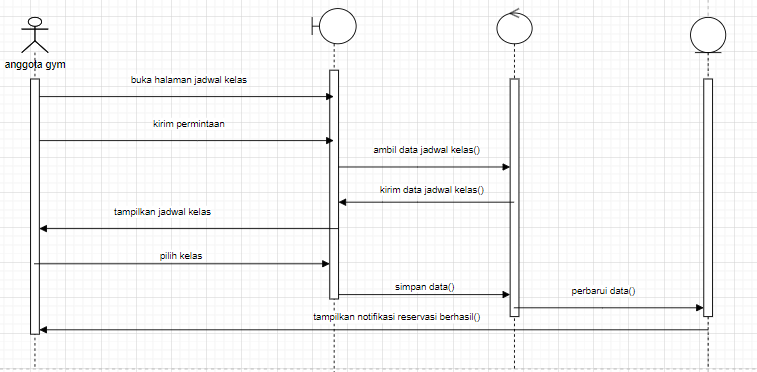 anggota gym
buka halaman jadwal kelas
kirim permintaan
ambil data jadwal kelas()
kirim data jadwal kelas()
tampilkan jadwal kelas
pilih kelas
simpan data()
perbarui data()
tampilkan notifikasi reservasi berhasil()